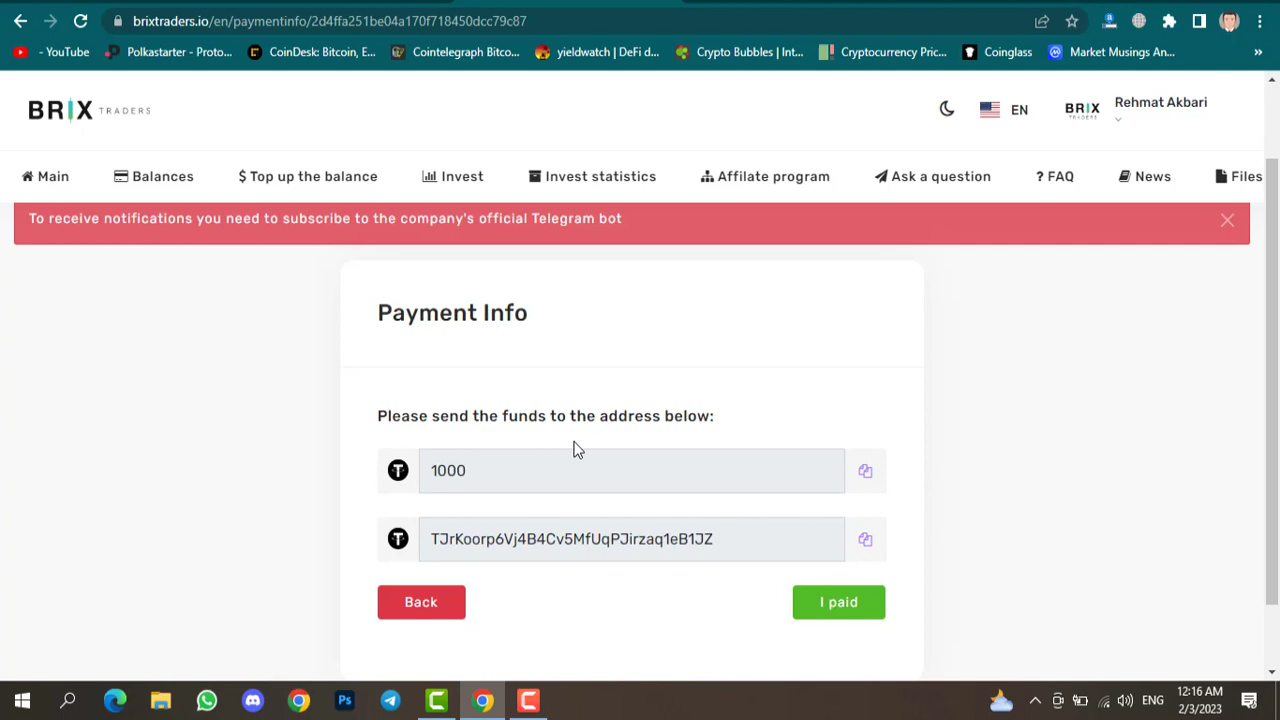 brixtraders.io/en/paymentinfo/2d4ffa251be04a170f718450dcc79c87
- YouTube
Polkastarter - Proto...
CoinDesk: Bitcoin, E...
Cointelegraph Bitco...
yieldwatch | DeFi d...
Crypto Bubbles | Int...
Cryptocurrency Pric...
Coinglass
Market Musings An...
»
BRIX TRADERS
EN
BRIX
TRADERS
Rehmat Akbari
Main
Balances
$ Top up the balance
Invest
Invest statistics
Affilate program
Ask a question
? FAQ
News
Files
To receive notifications you need to subscribe to the company's official Telegram bot
Payment Info
Please send the funds to the address below:
1000
TJrKoorp6Vj4B4Cv5MfUqPJirzaq1eB1JZ
Back
I paid
Ps
C
C
ENG
12:16 AM
2/3/2023